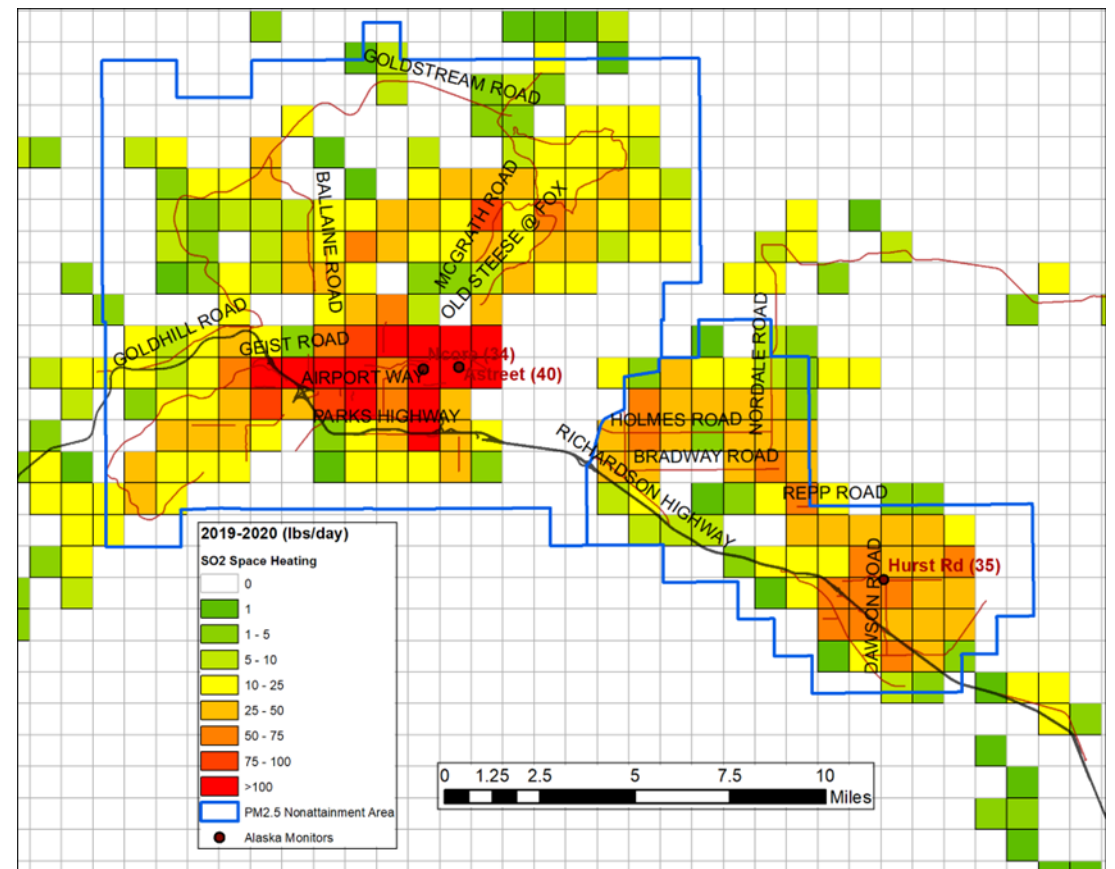 GOLDSTREAM ROAD
BALLAINE ROAD
MCGRATH ROAD
OLD STEESE @ FOX
GOLDHILL ROAD
GEIST ROAD
Ncore (34)
Astreet (40)
AIRPORT WAY
PARKS HIGHWAY
NORDALE ROAD
HOLMES ROAD
BRADWAY ROAD
RICHARDSON HIGHWAY
REPP ROAD
Hurst Rd (35)
DAWSON ROAD
2019-2020 (lbs/day)
SO2 Space Heating
0
1
1 - 5
5 - 10
10 - 25
25 - 50
50 - 75
75 - 100
>100
PM2.5 Nonattainment Area
Alaska Monitors
0 1.25 2.5 5 7.5 10
Miles